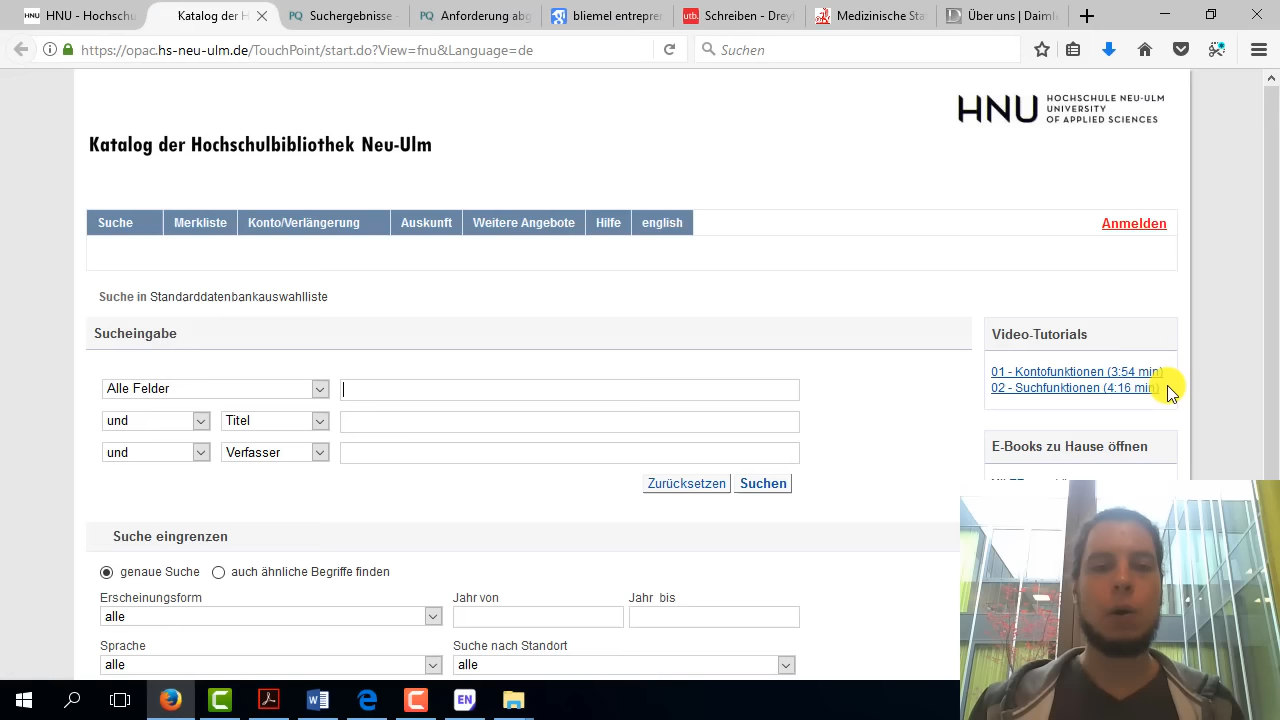 HNU - Hochsch
Katalog der H
Suchergebnisse
Anforderung abg
bliemel entrepren
Schreiben - Dreyf
Medizinische Sta
Über uns | Daiml
https://opac.hs-neu-ulm.de/TouchPoint/start.do?View=fnu&Language=de
Suchen
HNU HOCHSCHULE NEU-ULM
UNIVERSITY
OF APPLIED SCIENCES
Katalog der Hochschulbibliothek Neu-Ulm
Suche Merkliste Konto/Verlängerung Auskunft Weitere Angebote Hilfe english Anmelden
Suche in Standarddatenbankauswahlliste
Sucheingabe
Alle Felder
und Titel
und Verfasser
Zurücksetzen Suchen
Suche eingrenzen
genaue Suche auch ähnliche Begriffe finden
Erscheinungsform Jahr von Jahr bis
alle
Sprache Suche nach Standort
alle alle
Video-Tutorials
01 - Kontofunktionen (3:54 min)
02 - Suchfunktionen (4:16 min)
E-Books zu Hause öffnen
EN